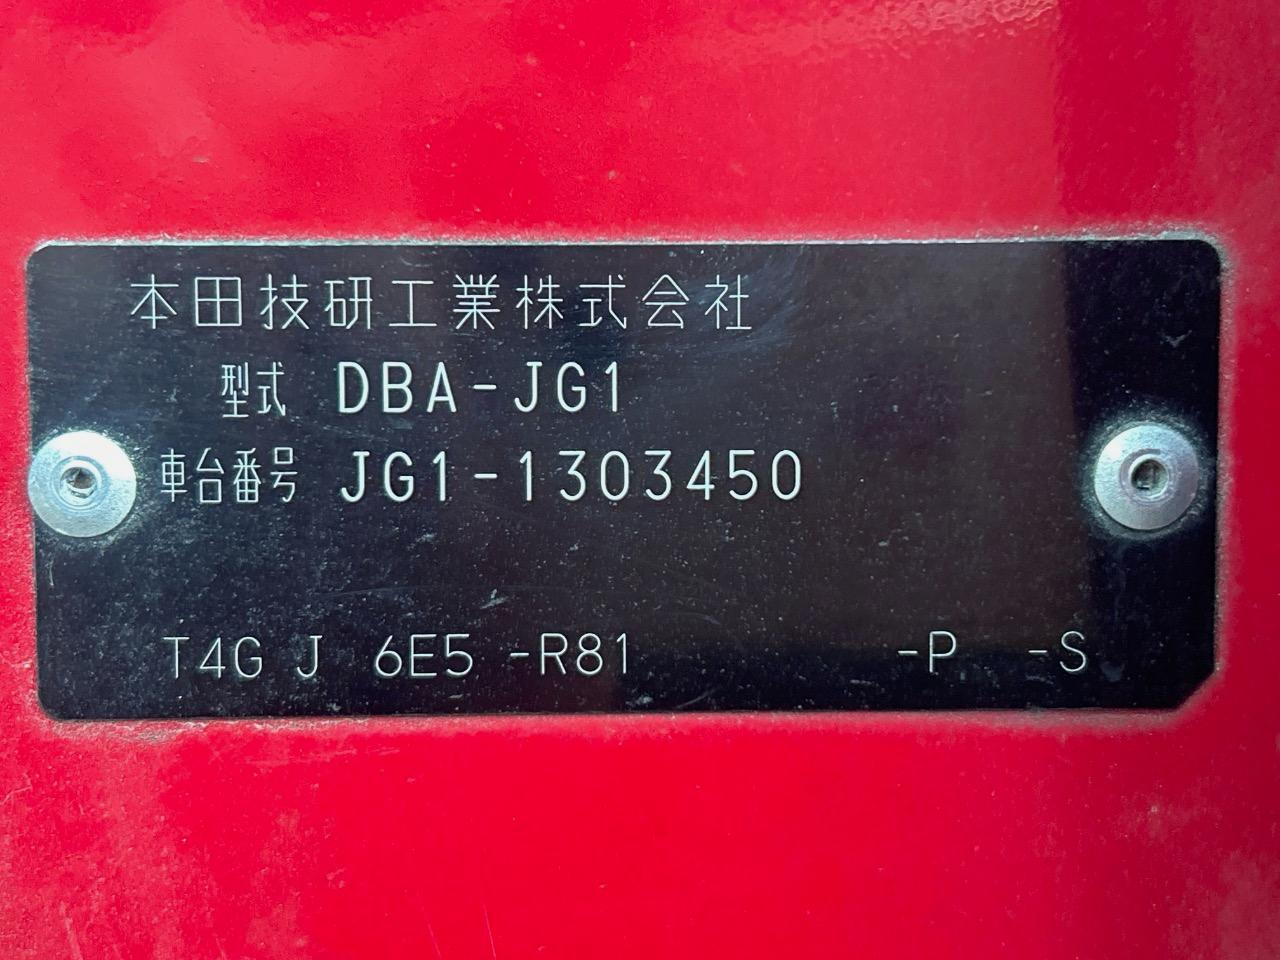 本田技研工業株式会社
型式 DBA-JG1
車台番号 JG1-1303450
T4G J 6E5 -R81 -P -S